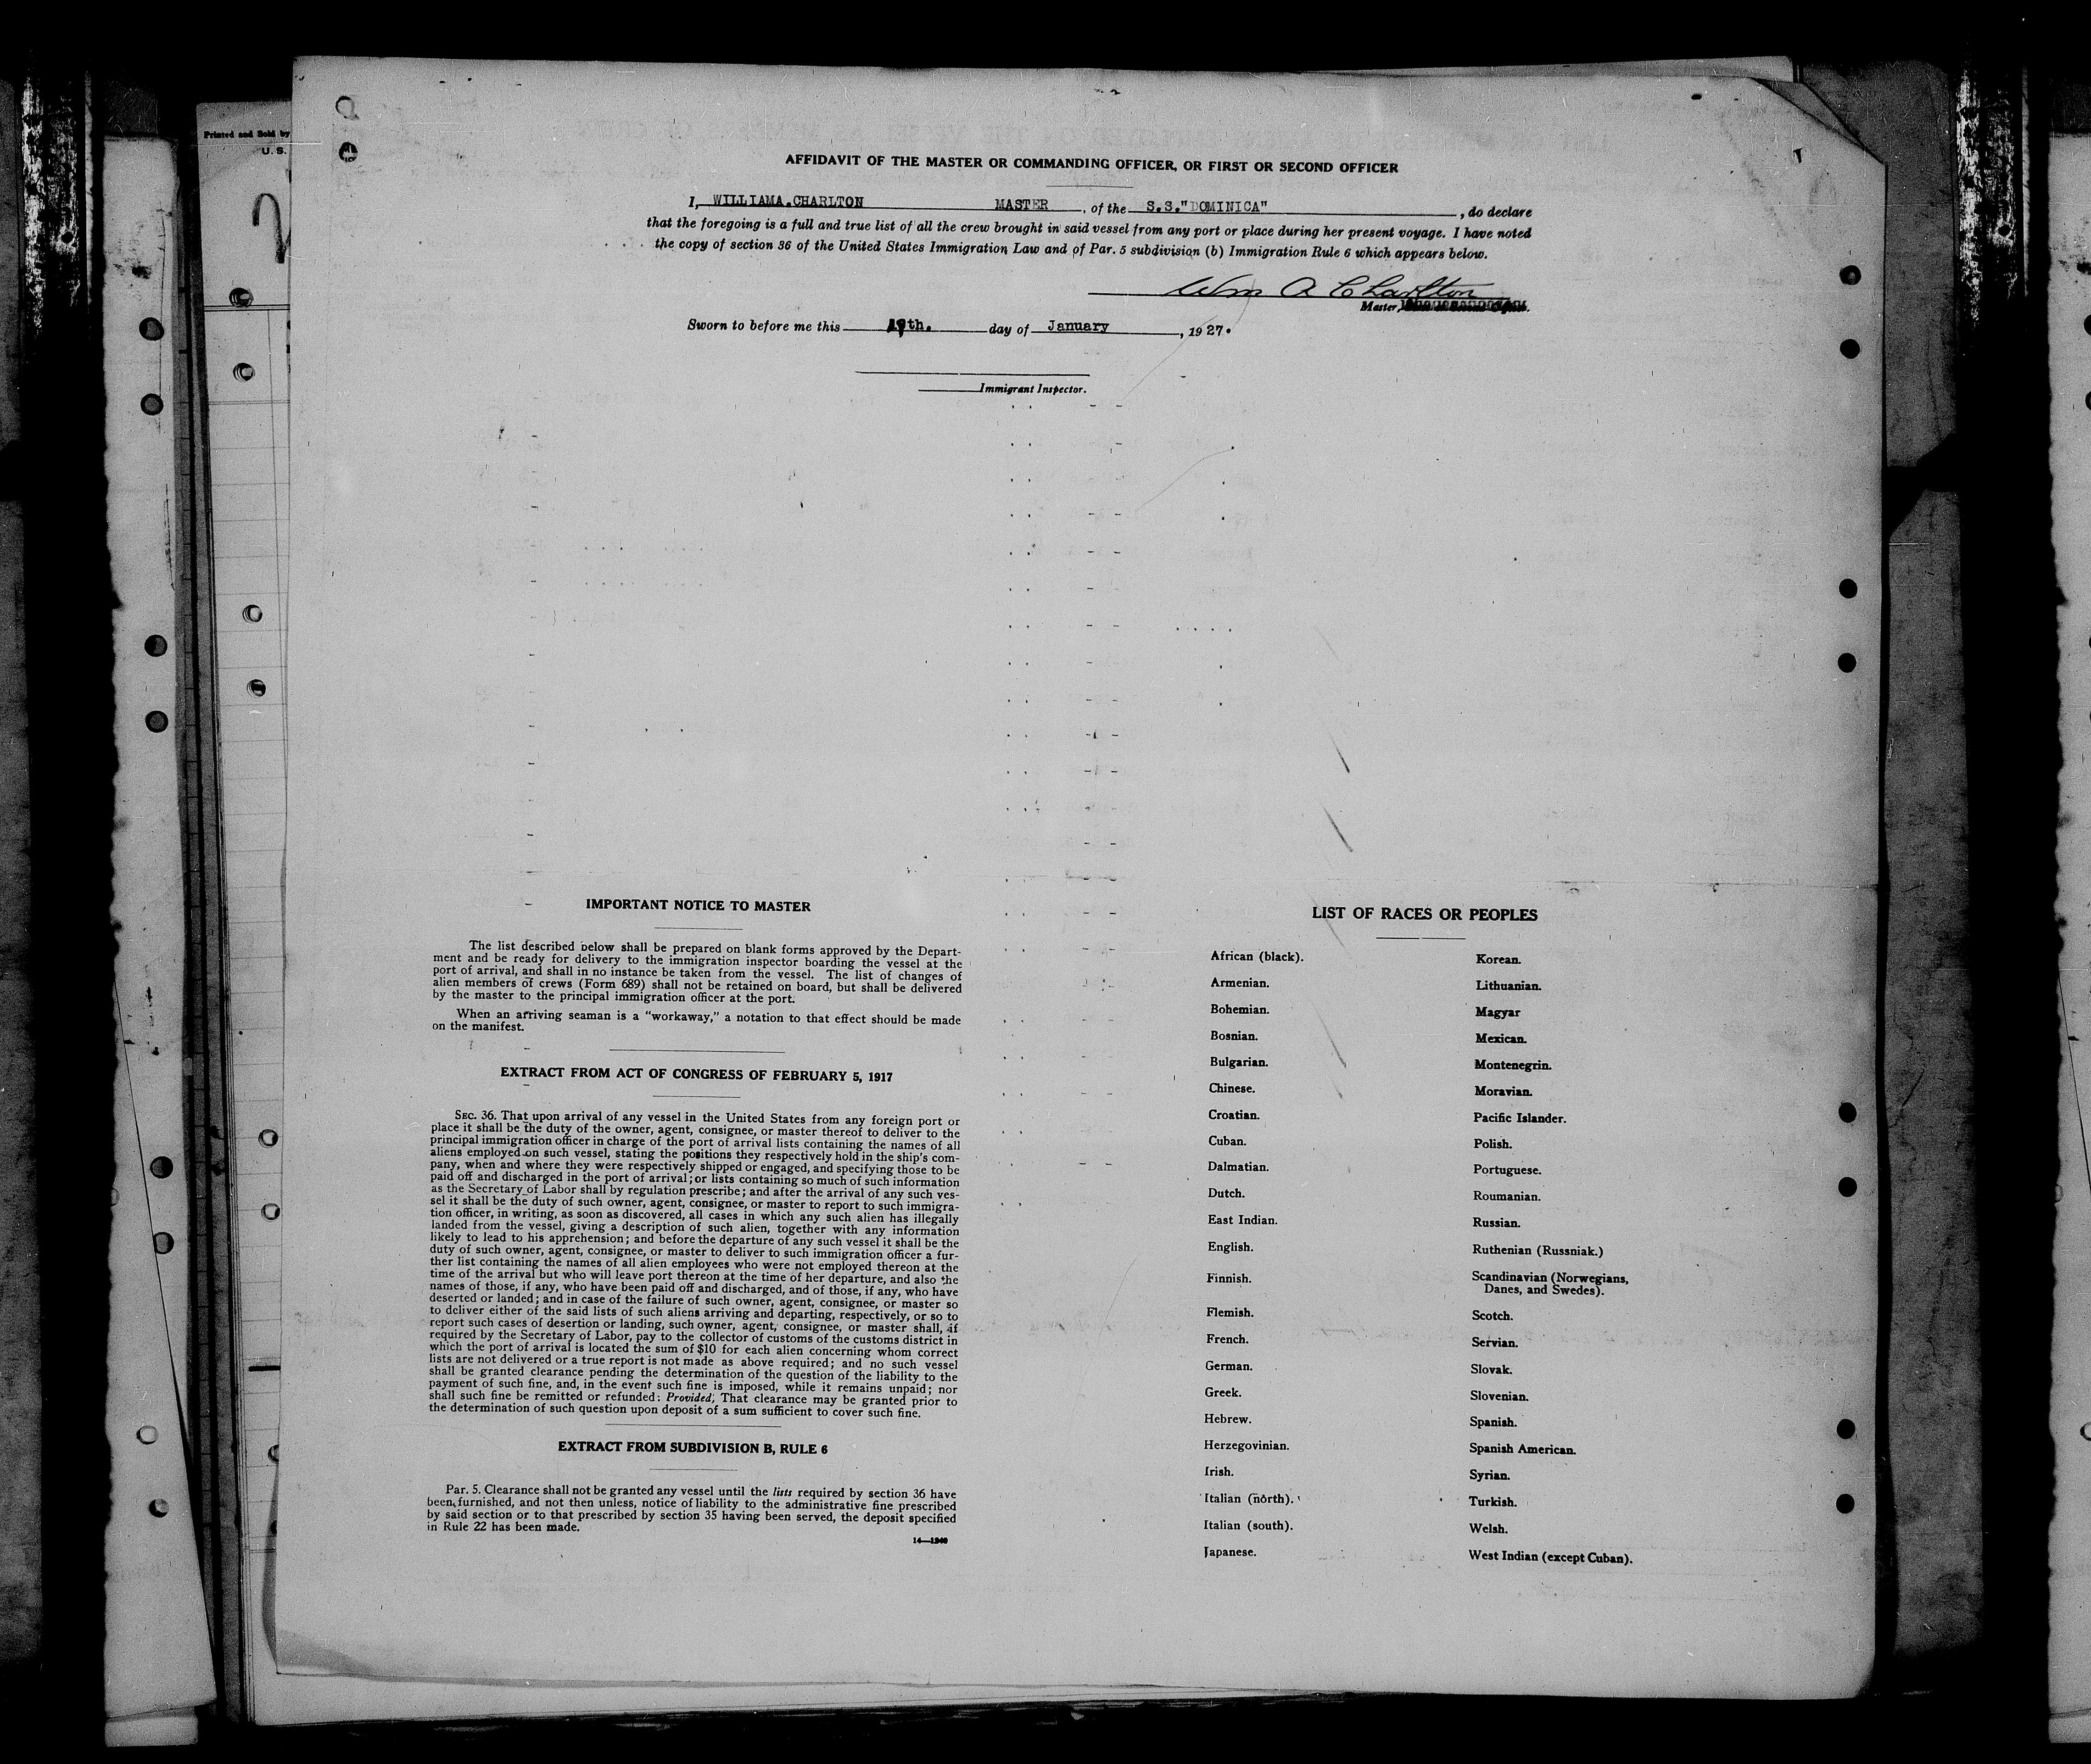 Printed and Sold by
U. S.
AFFIDAVIT OF THE MASTER OR COMMANDING OFFICER, OR FIRST OR SECOND OFFICER
I, WILLIAMA.CHARLTON MASTER, of the S.S."DOMINICA", do declare
that the foregoing is a full and true list of all the crew brought in said vessel from any port or place during her present voyage. I have noted
the copy of section 36 of the United States Immigration Law and of Par. 5 subdivision (b) Immigration Rule 6 which appears below.
Wm A Charlton
Master,
Sworn to before me this 19th. day of January, 1927.
Immigrant Inspector.
IMPORTANT NOTICE TO MASTER
The list described below shall be prepared on blank forms approved by the Depart-
ment and be ready for delivery to the immigration inspector boarding the vessel at the
port of arrival, and shall in no instance be taken from the vessel. The list of changes of
alien members of crews (Form 689) shall not be retained on board, but shall be delivered
by the master to the principal immigration officer at the port.
When an arriving seaman is a "workaway," a notation to that effect should be made
on the manifest.
EXTRACT FROM ACT OF CONGRESS OF FEBRUARY 5, 1917
SEC. 36. That upon arrival of any vessel in the United States from any foreign port or
place it shall be the duty of the owner, agent, consignee, or master thereof to deliver to the
principal immigration officer in charge of the port of arrival lists containing the names of all
aliens employed on such vessel, stating the positions they respectively hold in the ship's com-
pany, when and where they were respectively shipped or engaged, and specifying those to be
paid off and discharged in the port of arrival; or lists containing so much of such information
as the Secretary of Labor shall by regulation prescribe; and after the arrival of any such ves-
sel it shall be the duty of such owner, agent, consignee, or master to report to such immigra-
tion officer, in writing, as soon as discovered, all cases in which any such alien has illegally
landed from the vessel, giving a description of such alien, together with any information
likely to lead to his apprehension; and before the departure of any such vessel it shall be the
duty of such owner, agent, consignee, or master to deliver to such immigration officer a fur-
ther list containing the names of all alien employees who were not employed thereon at the
time of the arrival but who will leave port thereon at the time of her departure, and also the
names of those, if any, who have been paid off and discharged, and of those, if any, who have
deserted or landed; and in case of the failure of such owner, agent, consignee, or master so
to deliver either of the said lists of such aliens arriving and departing, respectively, or so to
report such cases of desertion or landing, such owner, agent, consignee, or master shall, if
required by the Secretary of Labor, pay to the collector of customs of the customs district in
which the port of arrival is located the sum of $10 for each alien concerning whom correct
lists are not delivered or a true report is not made as above required; and no such vessel
shall be granted clearance pending the determination of the question of the liability to the
payment of such fine, and, in the event such fine is imposed, while it remains unpaid; nor
shall such fine be remitted or refunded: Provided, That clearance may be granted prior to
the determination of such question upon deposit of a sum sufficient to cover such fine.
EXTRACT FROM SUBDIVISION B, RULE 6
Par. 5. Clearance shall not be granted any vessel until the lists required by section 36 have
been furnished, and not then unless, notice of liability to the administrative fine prescribed
by said section or to that prescribed by section 35 having been served, the deposit specified
in Rule 22 has been made.
LIST OF RACES OR PEOPLES
African (black).
Armenian.
Bohemian.
Bosnian.
Bulgarian.
Chinese.
Croatian.
Cuban.
Dalmatian.
Dutch.
East Indian.
English.
Finnish.
Flemish.
French.
German.
Greek.
Hebrew.
Herzegovinian.
Irish.
Italian (north).
Italian (south).
Japanese.
Korean.
Lithuanian.
Magyar
Mexican.
Montenegrin.
Moravian.
Pacific Islander.
Polish.
Portuguese.
Roumanian.
Russian.
Ruthenian (Russniak.)
Scandinavian (Norwegians,
Danes, and Swedes).
Scotch.
Servian.
Slovak.
Slovenian.
Spanish.
Spanish American.
Syrian.
Turkish.
Welsh.
West Indian (except Cuban).